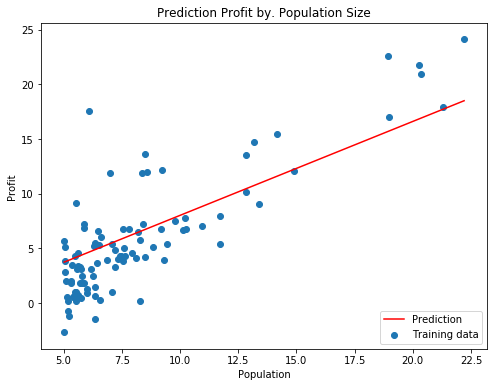 Prediction Profit by. Population Size
25
20
15
10
5
0
Profit
5.0 7.5 10.0 12.5 15.0 17.5 20.0 22.5
Population
Prediction
Training data